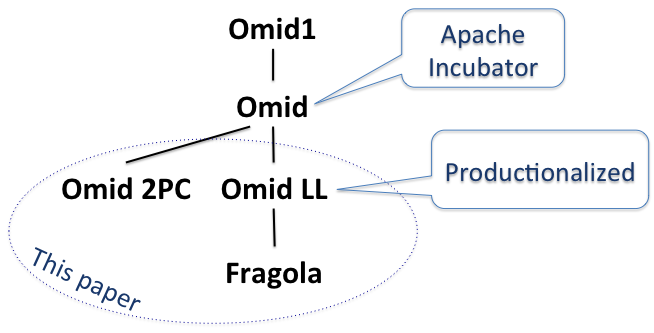 Omid1
Apache
Incubator
Omid
Omid 2PC
Omid LL
Productionalized
Fragola
This paper